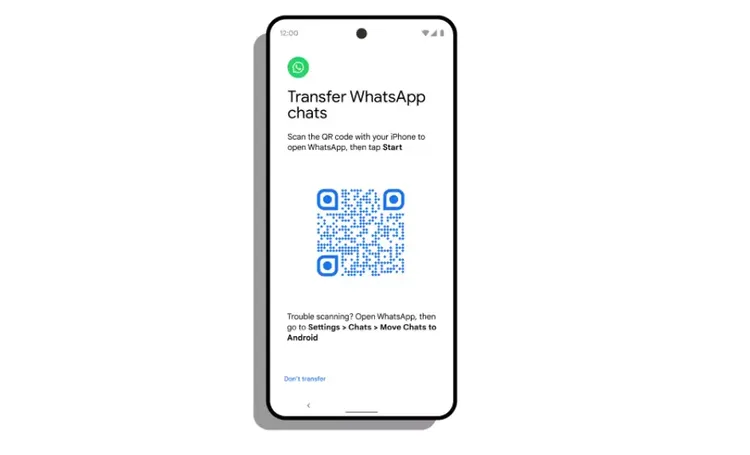 12:00
Transfer WhatsApp
chats
Scan the QR code with your iPhone to
open WhatsApp, then tap Start
Trouble scanning? Open WhatsApp, then
go to Settings > Chats > Move Chats to
Android
Don't transfer